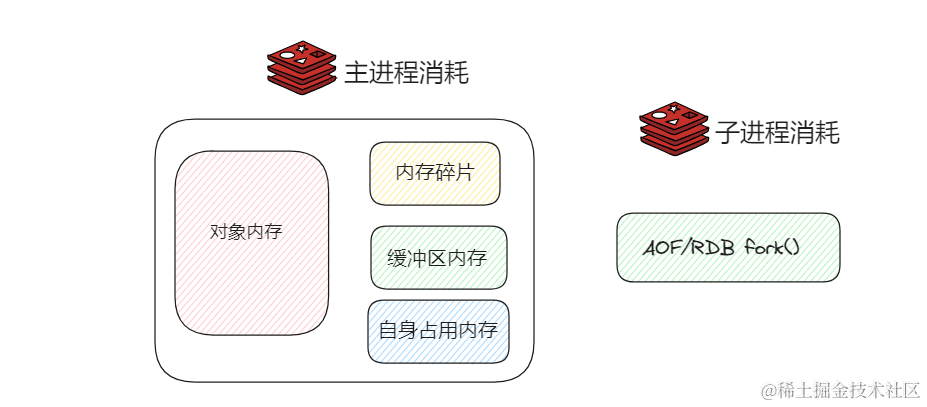 主进程消耗
子进程消耗
对象内存
内存碎片
缓冲区内存
自身占用内存
AOF/RDB fork()
@稀土掘金技术社区